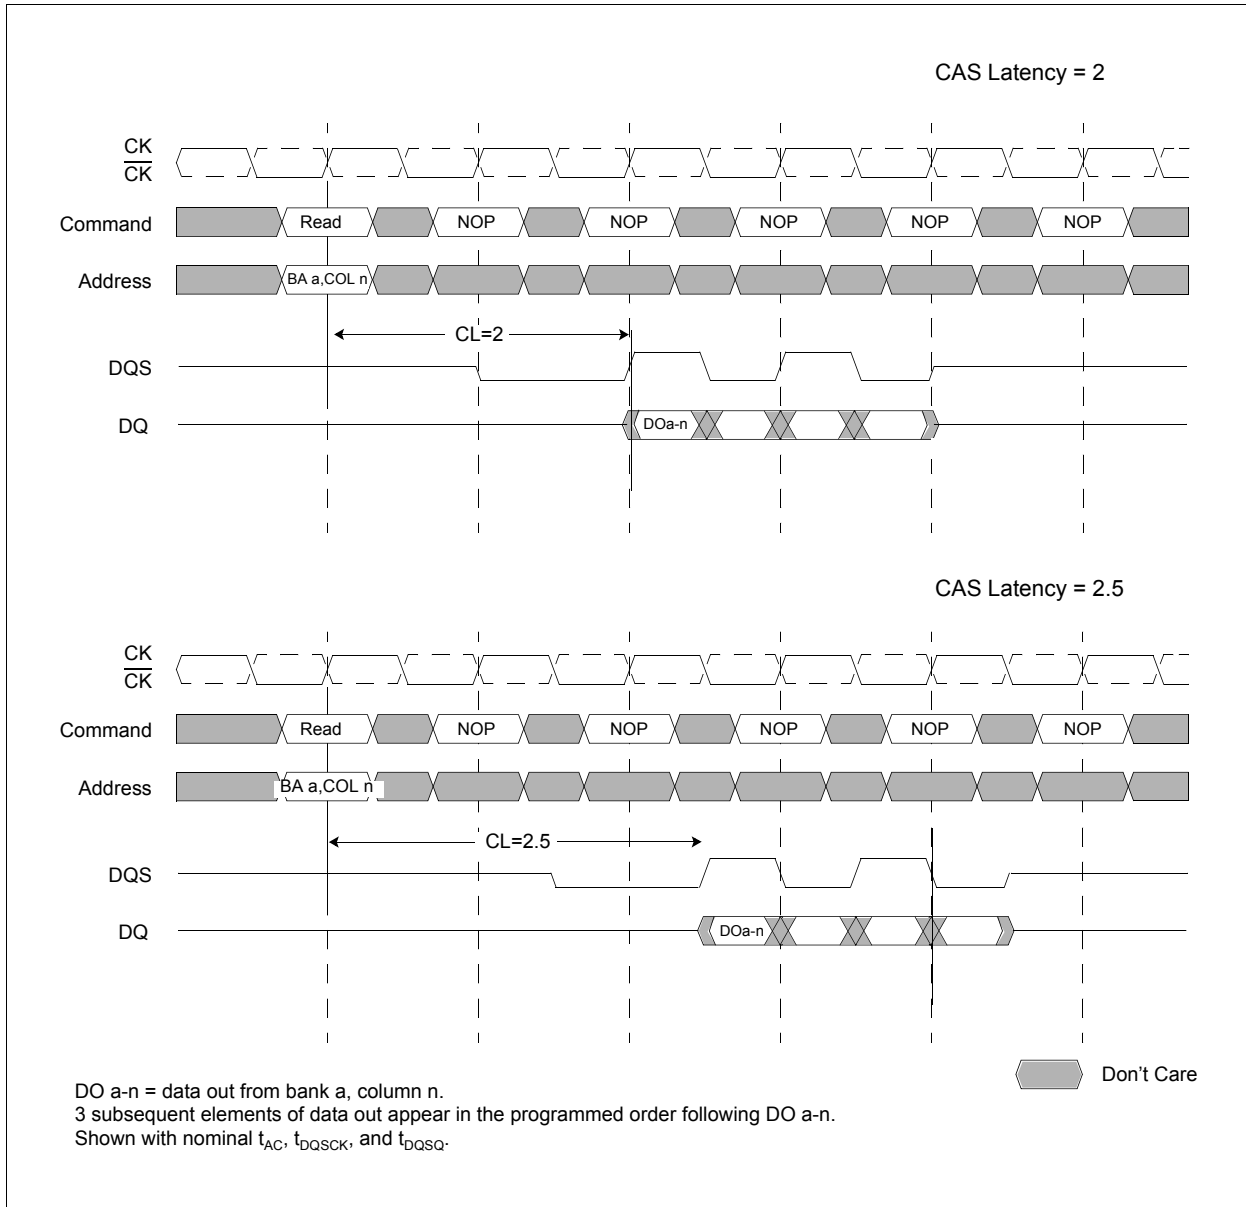 CAS Latency = 2
CK
CK
Command Read NOP NOP NOP NOP NOP
Address BA a,COL n
CL=2
DQS
DQ DOa-n
CAS Latency = 2.5
CK
CK
Command Read NOP NOP NOP NOP NOP
Address BA a,COL n
CL=2.5
DQS
DQ DOa-n
Don't Care
DO a-n = data out from bank a, column n.
3 subsequent elements of data out appear in the programmed order following DO a-n.
Shown with nominal tAC, tDQSCK, and tDQSQ.